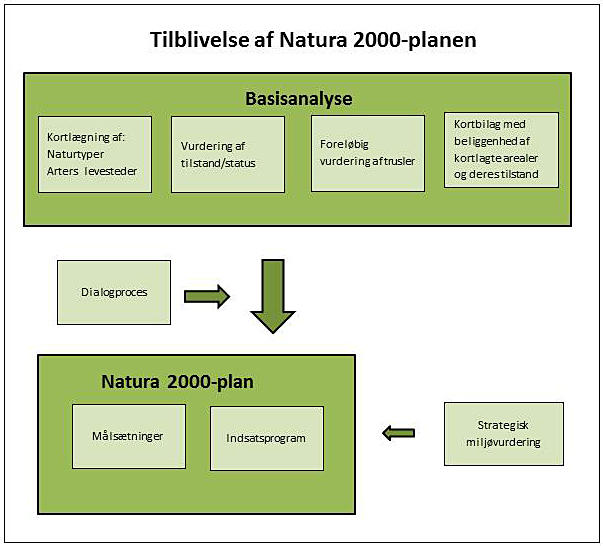 Tilblivelse af Natura 2000-planen
Basisanalyse
Kortlægning af:
Naturtyper
Arters levesteder
Vurdering af
tilstand/status
Foreløbig
vurdering af trusler
Kortbilag med
beliggenhed af
kortlagte arealer
og deres tilstand
Dialogproces
Natura 2000-plan
Målsætninger
Indsatsprogram
Strategisk
miljøvurdering